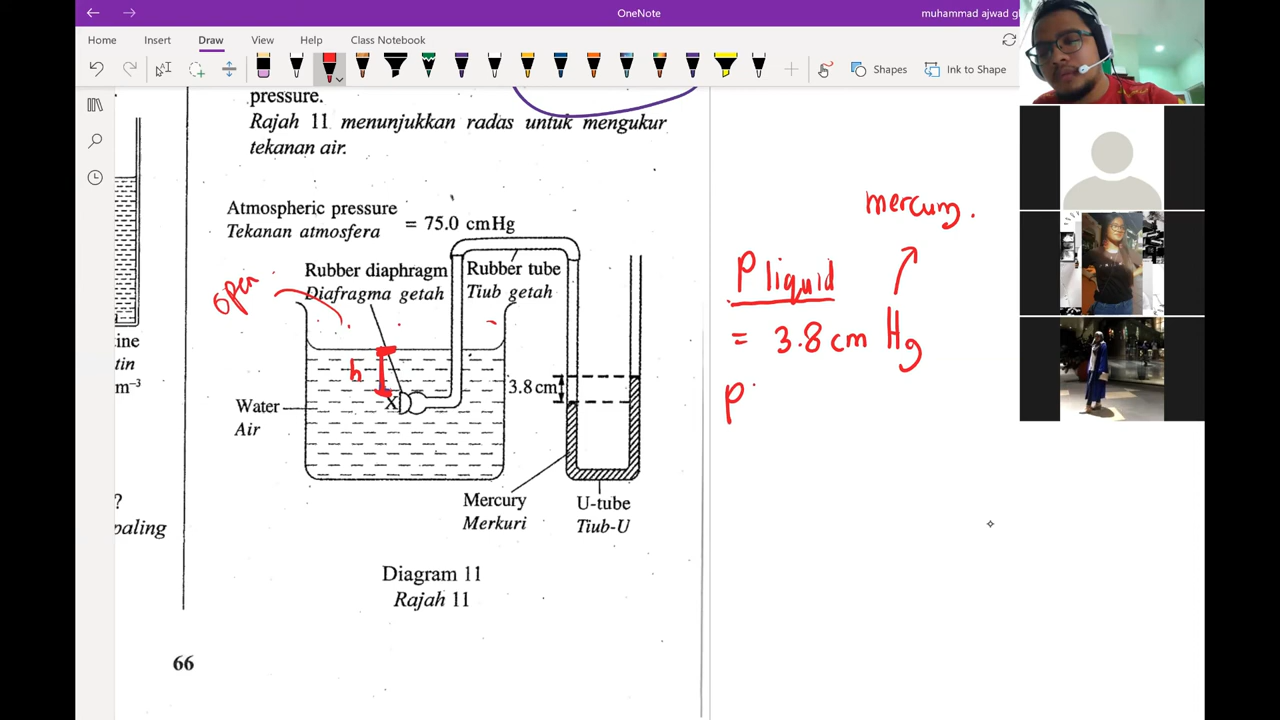 OneNote
muhammad ajwad gh
Home Insert Draw View Help Class Notebook
Shapes Ink to Shape
pressure.
Rajah 11 menunjukkan radas untuk mengukur
tekanan air.
Atmospheric pressure
Tekanan atmosfera
= 75.0 cmHg
Rubber diaphragm
Diafragma getah
Rubber tube
Tiub getah
open
h
X
3.8 cm
Water
Air
Mercury
Merkuri
U-tube
Tiub-U
Diagram 11
Rajah 11
66
ine
tin
m⁻³
?
paling
mercury.
P liquid
= 3.8 cm Hg
P